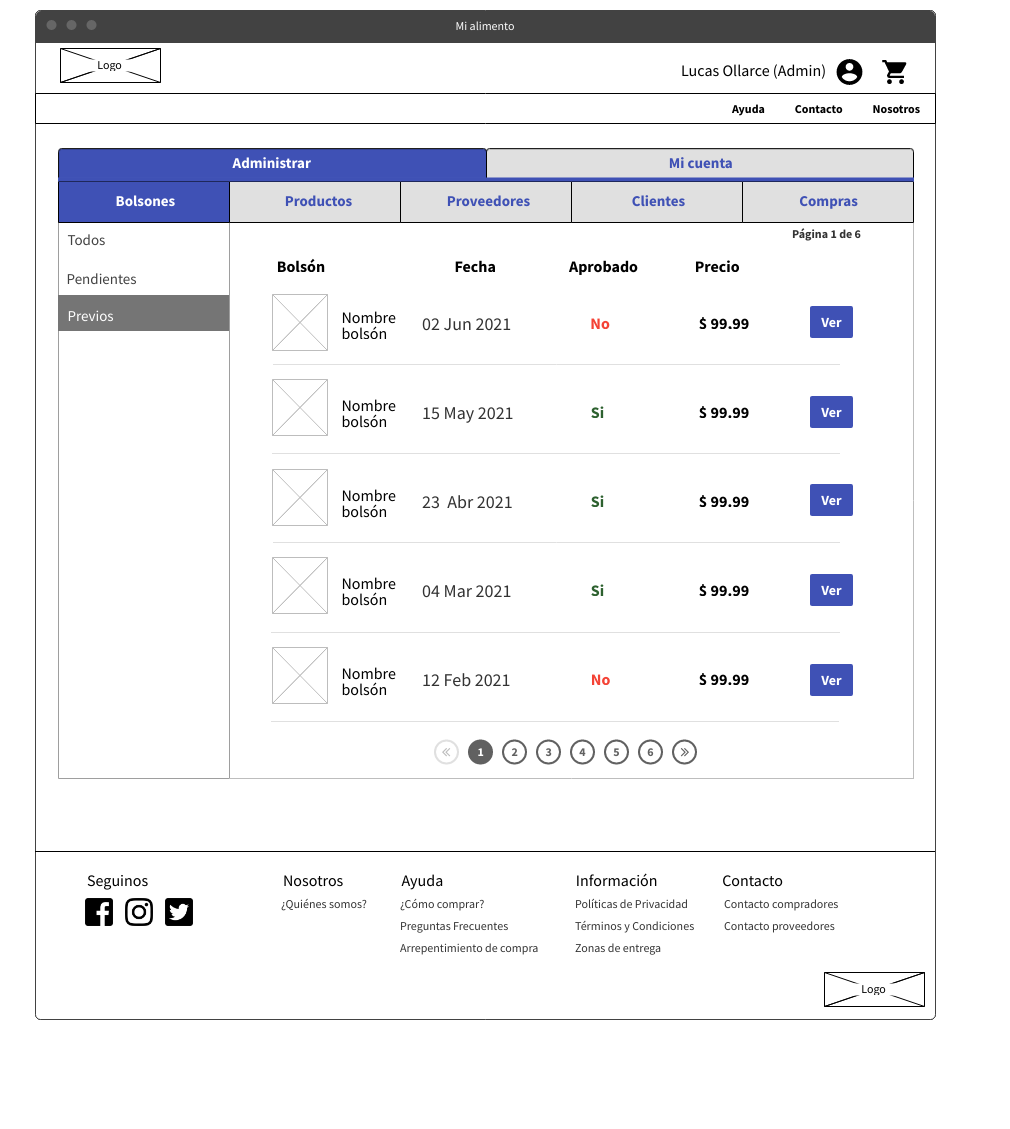 Mi alimento
Logo
Lucas Ollarce (Admin)
Ayuda Contacto Nosotros
Administrar Mi cuenta
Bolsones Productos Proveedores Clientes Compras
Todos
Pendientes
Previos
Página 1 de 6
Bolsón Fecha Aprobado Precio
Nombre
bolsón
02 Jun 2021 No $ 99.99 Ver
Nombre
bolsón
15 May 2021 Si $ 99.99 Ver
Nombre
bolsón
23 Abr 2021 Si $ 99.99 Ver
Nombre
bolsón
04 Mar 2021 Si $ 99.99 Ver
Nombre
bolsón
12 Feb 2021 No $ 99.99 Ver
1 2 3 4 5 6
Seguinos
Nosotros
¿Quiénes somos?
Ayuda
¿Cómo comprar?
Preguntas Frecuentes
Arrepentimiento de compra
Información
Políticas de Privacidad
Términos y Condiciones
Zonas de entrega
Contacto
Contacto compradores
Contacto proveedores
Logo